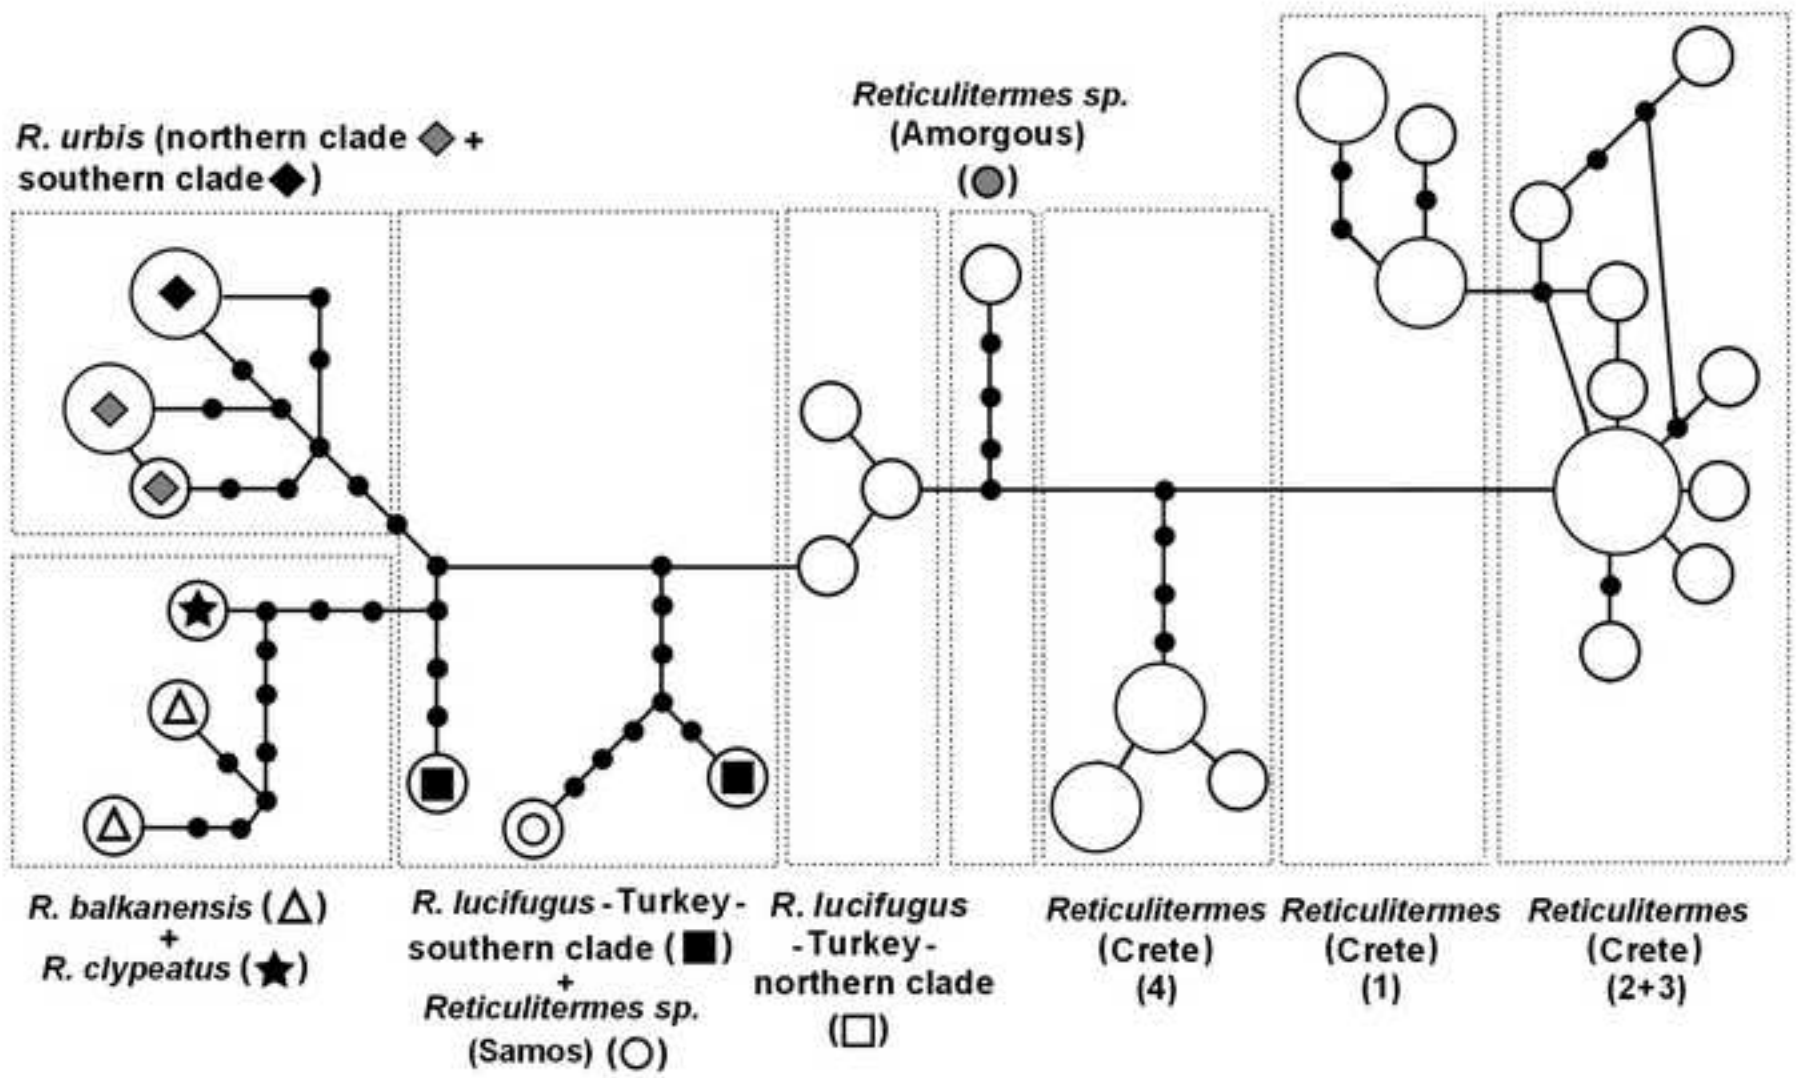 R. urbis (northern clade ◆ +
southern clade ◆)
Reticulitermes sp.
(Amorgous)
(●)
R. balkanensis (△)
+
R. clypeatus (★)
R. lucifugus - Turkey -
southern clade (■)
+
Reticulitermes sp.
(Samos) (○)
R. lucifugus
- Turkey -
northern clade
(□)
Reticulitermes
(Crete)
(4)
Reticulitermes
(Crete)
(1)
Reticulitermes
(Crete)
(2+3)